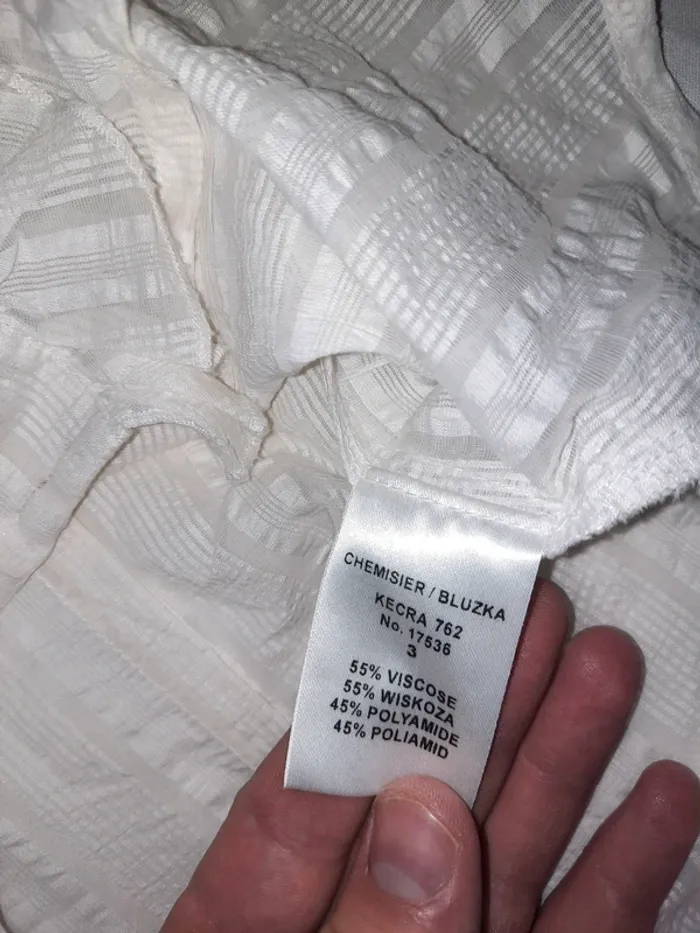 CHEMISIER / BLUZKA
KECRA 762
No. 17536
3
55% VISCOSE
55% WISKOZA
45% POLYAMIDE
45% POLIAMID